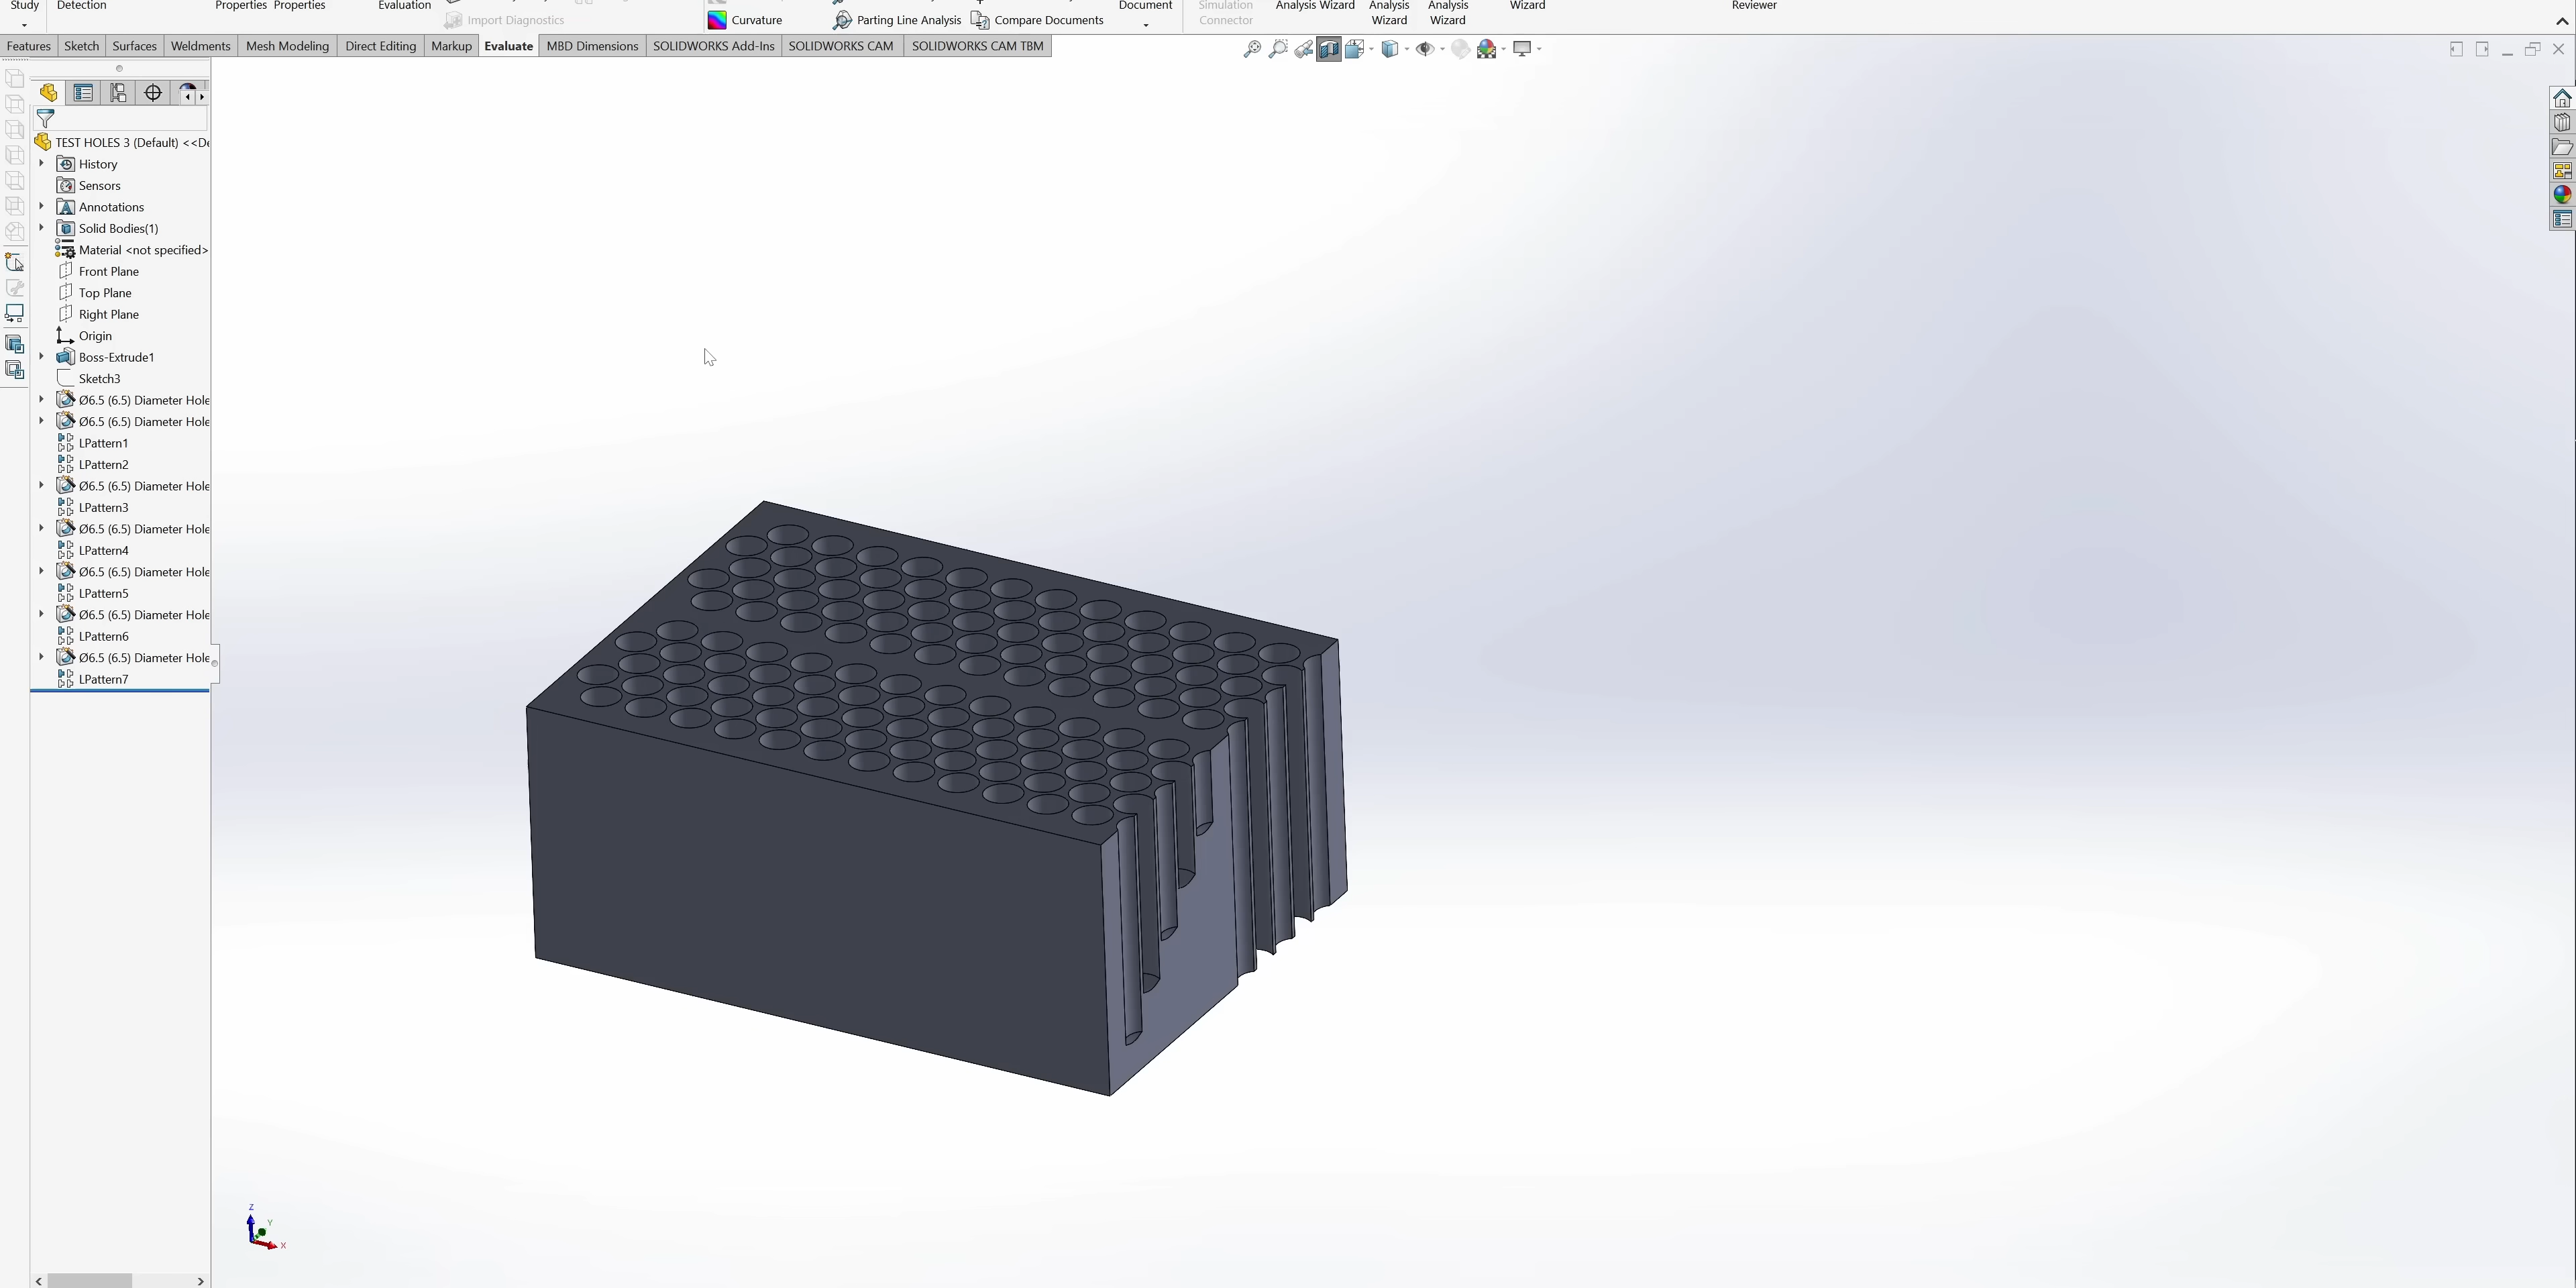 Study
Detection
Properties Properties
Evaluation
Import Diagnostics
Curvature
Parting Line Analysis
Compare Documents
Document
Simulation
Connector
Analysis Wizard
Analysis
Wizard
Analysis
Wizard
Wizard
Reviewer
Features
Sketch
Surfaces
Weldments
Mesh Modeling
Direct Editing
Markup
Evaluate
MBD Dimensions
SOLIDWORKS Add-Ins
SOLIDWORKS CAM
SOLIDWORKS CAM TBM
TEST HOLES 3 (Default) <<De
History
Sensors
Annotations
Solid Bodies(1)
Material <not specified>
Front Plane
Top Plane
Right Plane
Origin
Boss-Extrude1
Sketch3
Ø6.5 (6.5) Diameter Hole
Ø6.5 (6.5) Diameter Hole
LPattern1
LPattern2
Ø6.5 (6.5) Diameter Hole
LPattern3
Ø6.5 (6.5) Diameter Hole
LPattern4
Ø6.5 (6.5) Diameter Hole
LPattern5
Ø6.5 (6.5) Diameter Hole
LPattern6
Ø6.5 (6.5) Diameter Hole
LPattern7
Z
Y
X